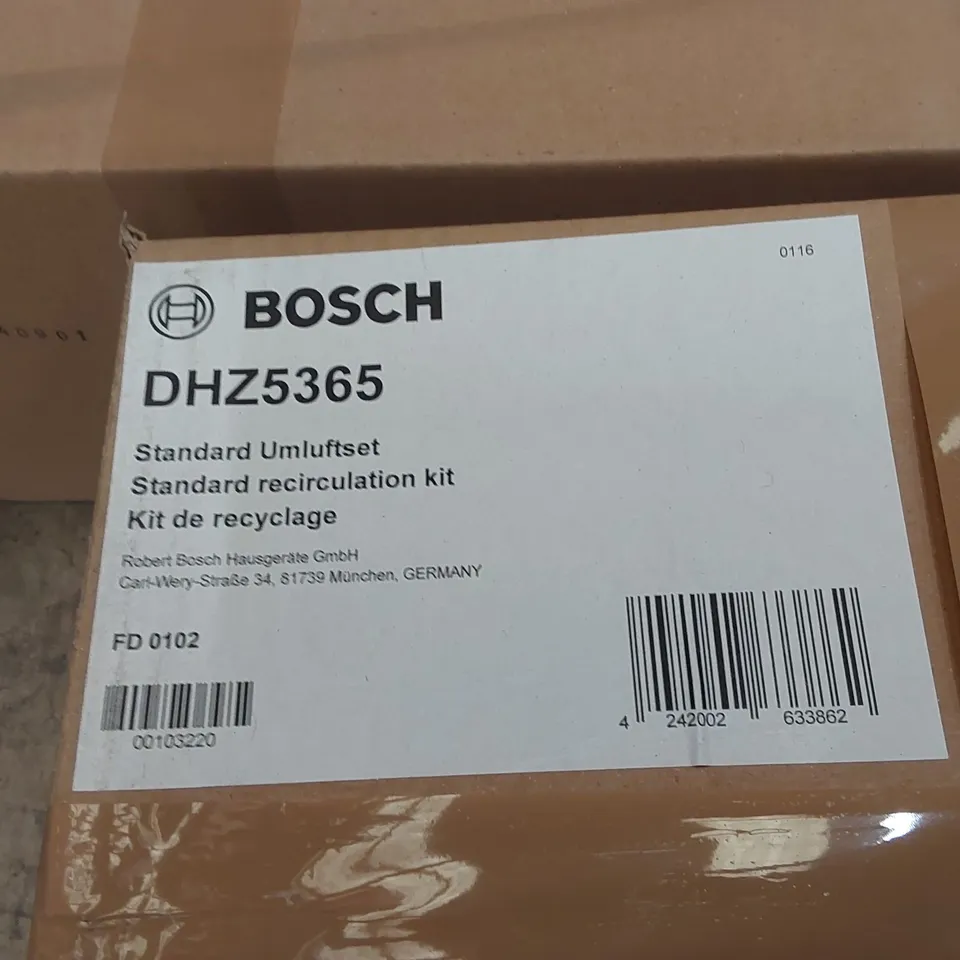 0116
BOSCH
DHZ5365
Standard Umluftset
Standard recirculation kit
Kit de recyclage
Robert Bosch Hausgeräte GmbH
Carl-Wery-Straße 34, 81739 München, GERMANY
FD 0102
00103220
4 242002 633862